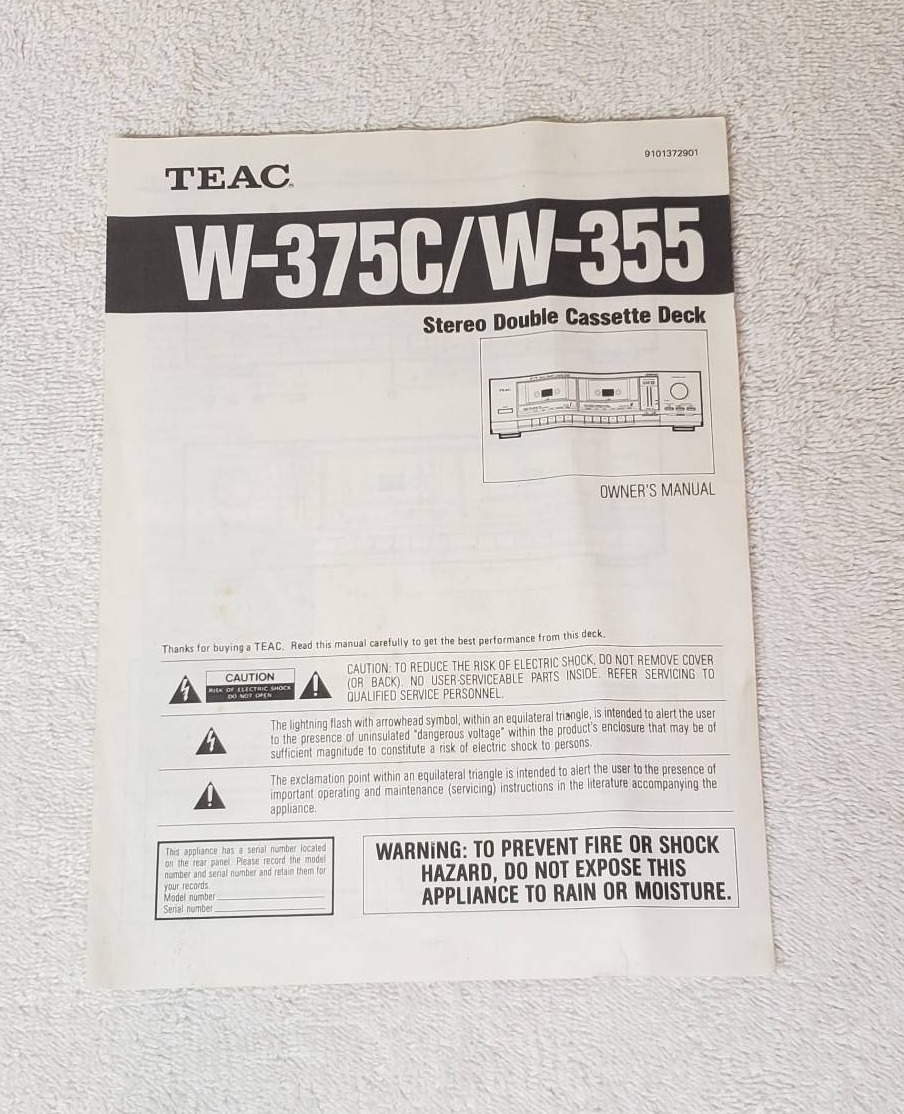 9101372901
TEAC
W-375C/W-355
Stereo Double Cassette Deck
TEAC
OWNER'S MANUAL
Thanks for buying a TEAC. Read this manual carefully to get the best performance from this deck.
CAUTION
RISK OF ELECTRIC SHOCK
DO NOT OPEN
CAUTION: TO REDUCE THE RISK OF ELECTRIC SHOCK, DO NOT REMOVE COVER
(OR BACK). NO USER-SERVICEABLE PARTS INSIDE. REFER SERVICING TO
QUALIFIED SERVICE PERSONNEL.
The lightning flash with arrowhead symbol, within an equilateral triangle, is intended to alert the user
to the presence of uninsulated "dangerous voltage" within the product's enclosure that may be of
sufficient magnitude to constitute a risk of electric shock to persons.
The exclamation point within an equilateral triangle is intended to alert the user to the presence of
important operating and maintenance (servicing) instructions in the literature accompanying the
appliance.
This appliance has a serial number located
on the rear panel. Please record the model
number and serial number and retain them for
your records.
Model number
Serial number
WARNING: TO PREVENT FIRE OR SHOCK
HAZARD, DO NOT EXPOSE THIS
APPLIANCE TO RAIN OR MOISTURE.